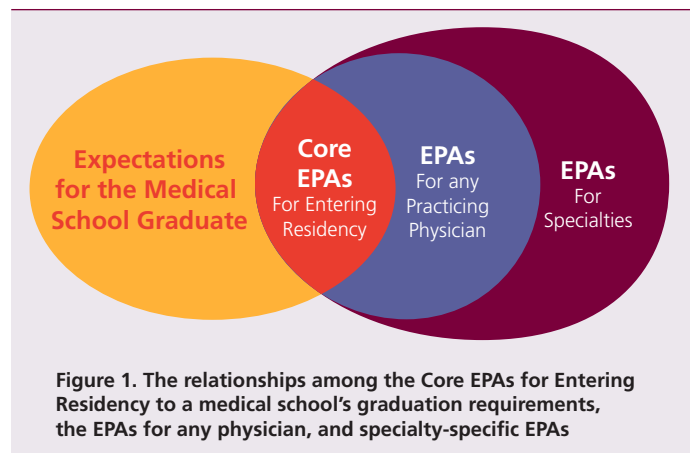 Expectations
for the Medical
School Graduate
Core
EPAs
For Entering
Residency
EPAs
For any
Practicing
Physician
EPAs
For
Specialties
Figure 1. The relationships among the Core EPAs for Entering
Residency to a medical school’s graduation requirements,
the EPAs for any physician, and specialty-specific EPAs